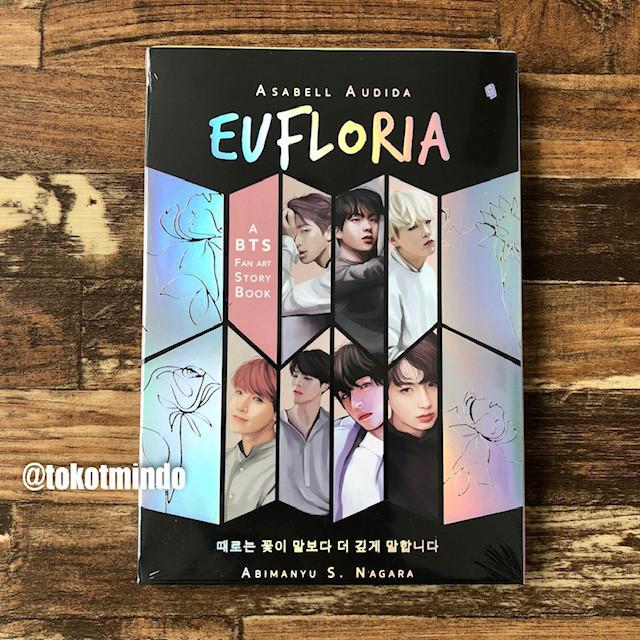 ASABELL AUDIDA
EUFLORIA
A
BTS
FAN ART
STORY
BOOK
@tokotmindo
때로는 꽃이 말보다 더 깊게 말합니다
ABIMANYU S. NAGARA